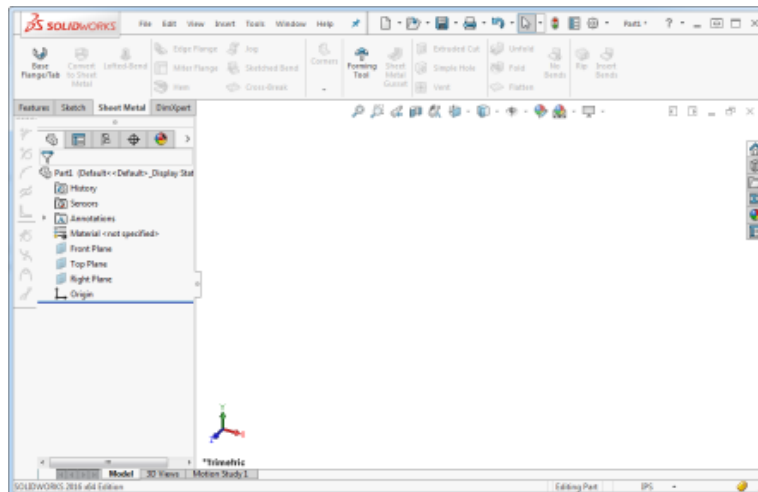 SOLIDWORKS File Edit View Insert Tools Window Help Part1 ?
Edge Flange Jog Extruded Cut Unfold
Base Flange/Tab Convert to Sheet Metal Lofted-Bend Miter Flange Sketched Bend Corners Forming Tool Sheet Metal Gusset Simple Hole Fold No Bends Rip Insert Bends
Hem Cross-Break Vent Flatten
Features Sketch Sheet Metal DimXpert
Part1 (Default<<Default>_Display Stat
History
Sensors
Annotations
Material <not specified>
Front Plane
Top Plane
Right Plane
Origin
*Trimetric
Model 3D Views Motion Study 1
SOLIDWORKS 2016 x64 Edition Editing Part IPS